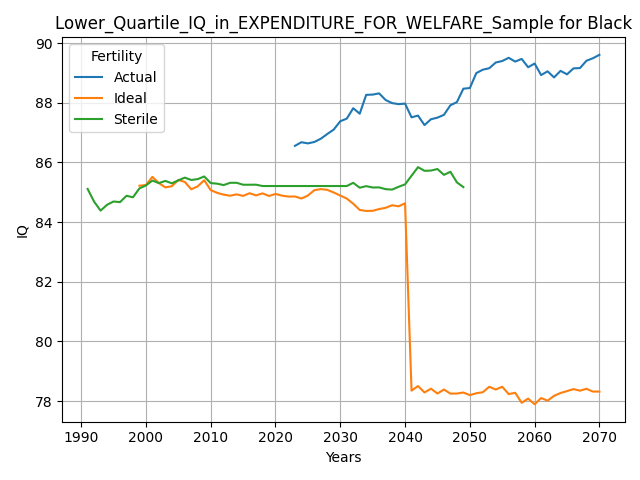 Lower_Quartile_IQ_in_EXPENDITURE_FOR_WELFARE_Sample for Black
Fertility
Actual
Ideal
Sterile
90
88
86
84
82
80
78
IQ
1990 2000 2010 2020 2030 2040 2050 2060 2070
Years